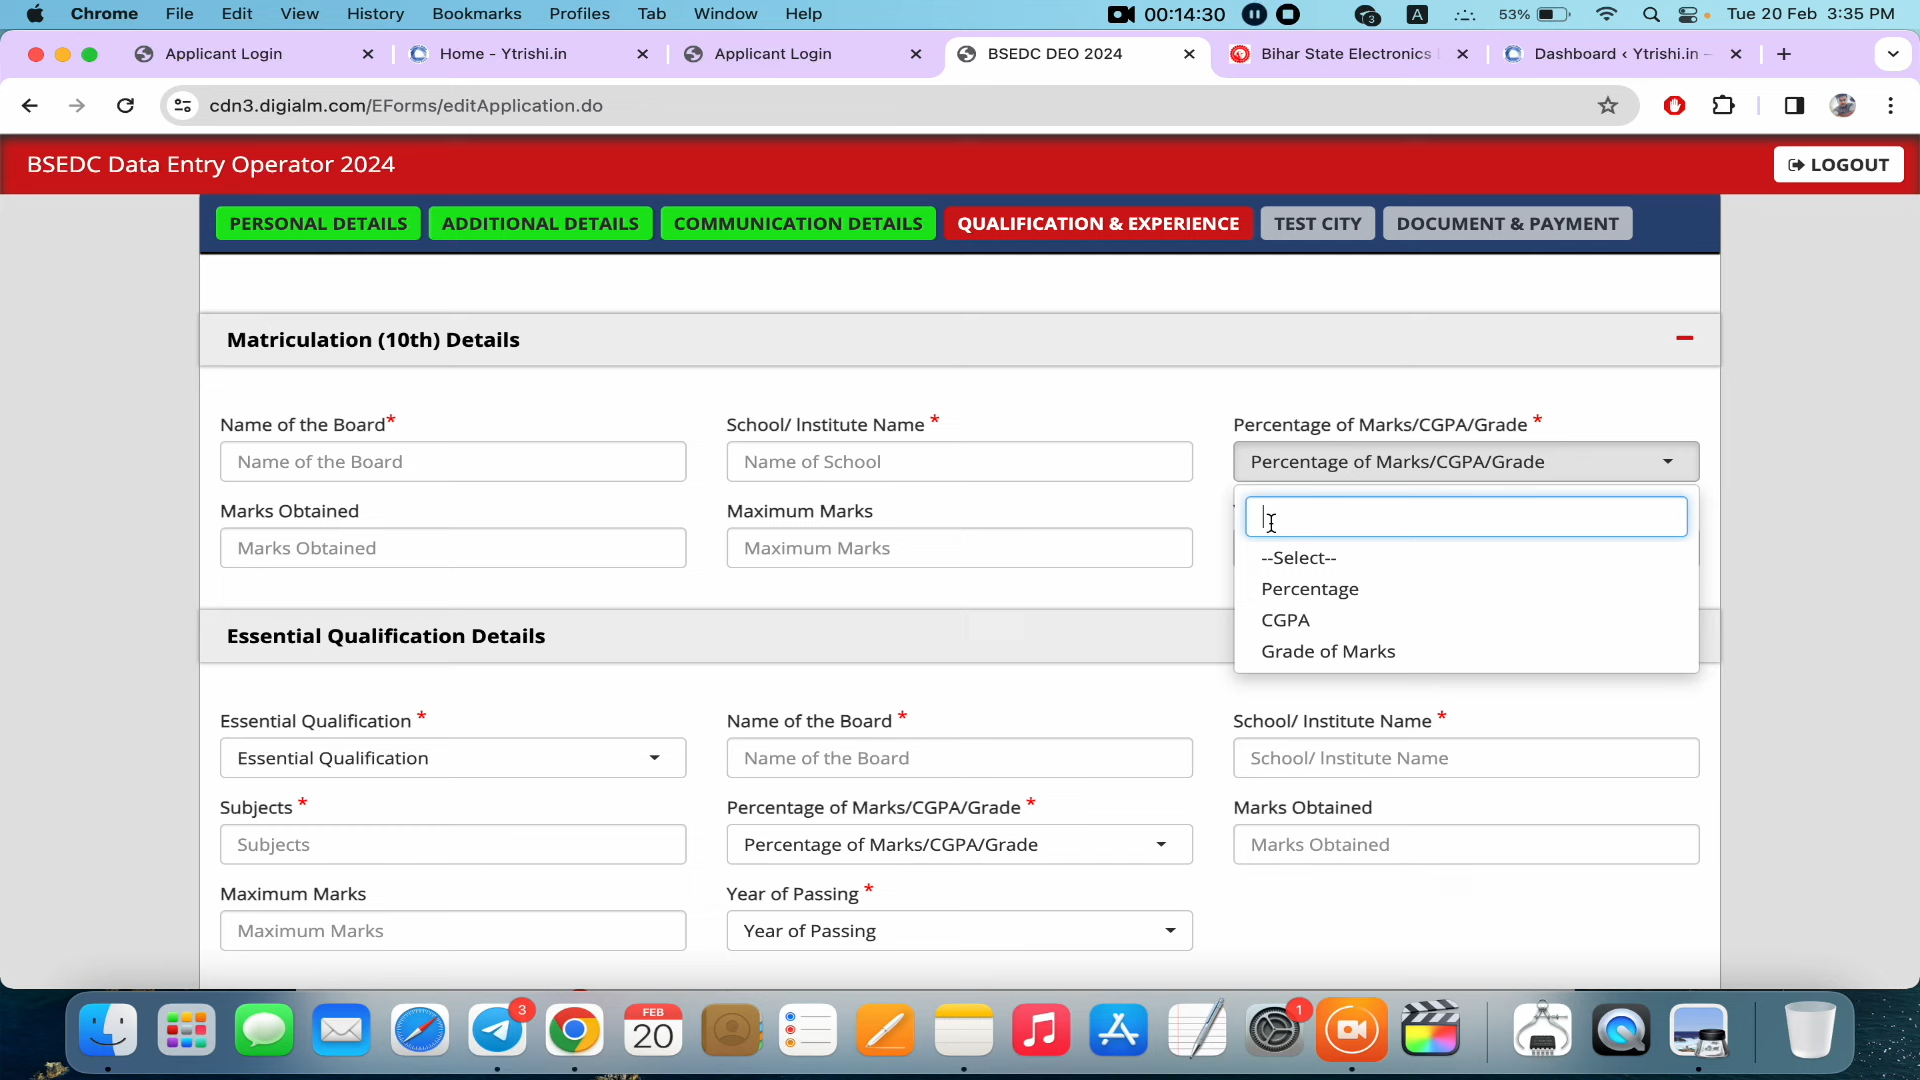 Chrome File Edit View History Bookmarks Profiles Tab Window Help 00:14:30 3 A 53% Tue 20 Feb 3:35 PM
Applicant Login Home - Ytrishi.in Applicant Login BSEDC DEO 2024 Bihar State Electronics Dashboard ‹ Ytrishi.in –
cdn3.digialm.com/EForms/editApplication.do
BSEDC Data Entry Operator 2024 LOGOUT
PERSONAL DETAILS ADDITIONAL DETAILS COMMUNICATION DETAILS QUALIFICATION & EXPERIENCE TEST CITY DOCUMENT & PAYMENT
Matriculation (10th) Details
Name of the Board* School/ Institute Name * Percentage of Marks/CGPA/Grade *
Name of the Board Name of School Percentage of Marks/CGPA/Grade
Marks Obtained Maximum Marks
Marks Obtained Maximum Marks
--Select--
Percentage
CGPA
Grade of Marks
Essential Qualification Details
Essential Qualification * Name of the Board * School/ Institute Name *
Essential Qualification Name of the Board School/ Institute Name
Subjects * Percentage of Marks/CGPA/Grade * Marks Obtained
Subjects Percentage of Marks/CGPA/Grade Marks Obtained
Maximum Marks Year of Passing *
Maximum Marks Year of Passing
3 FEB 20 1